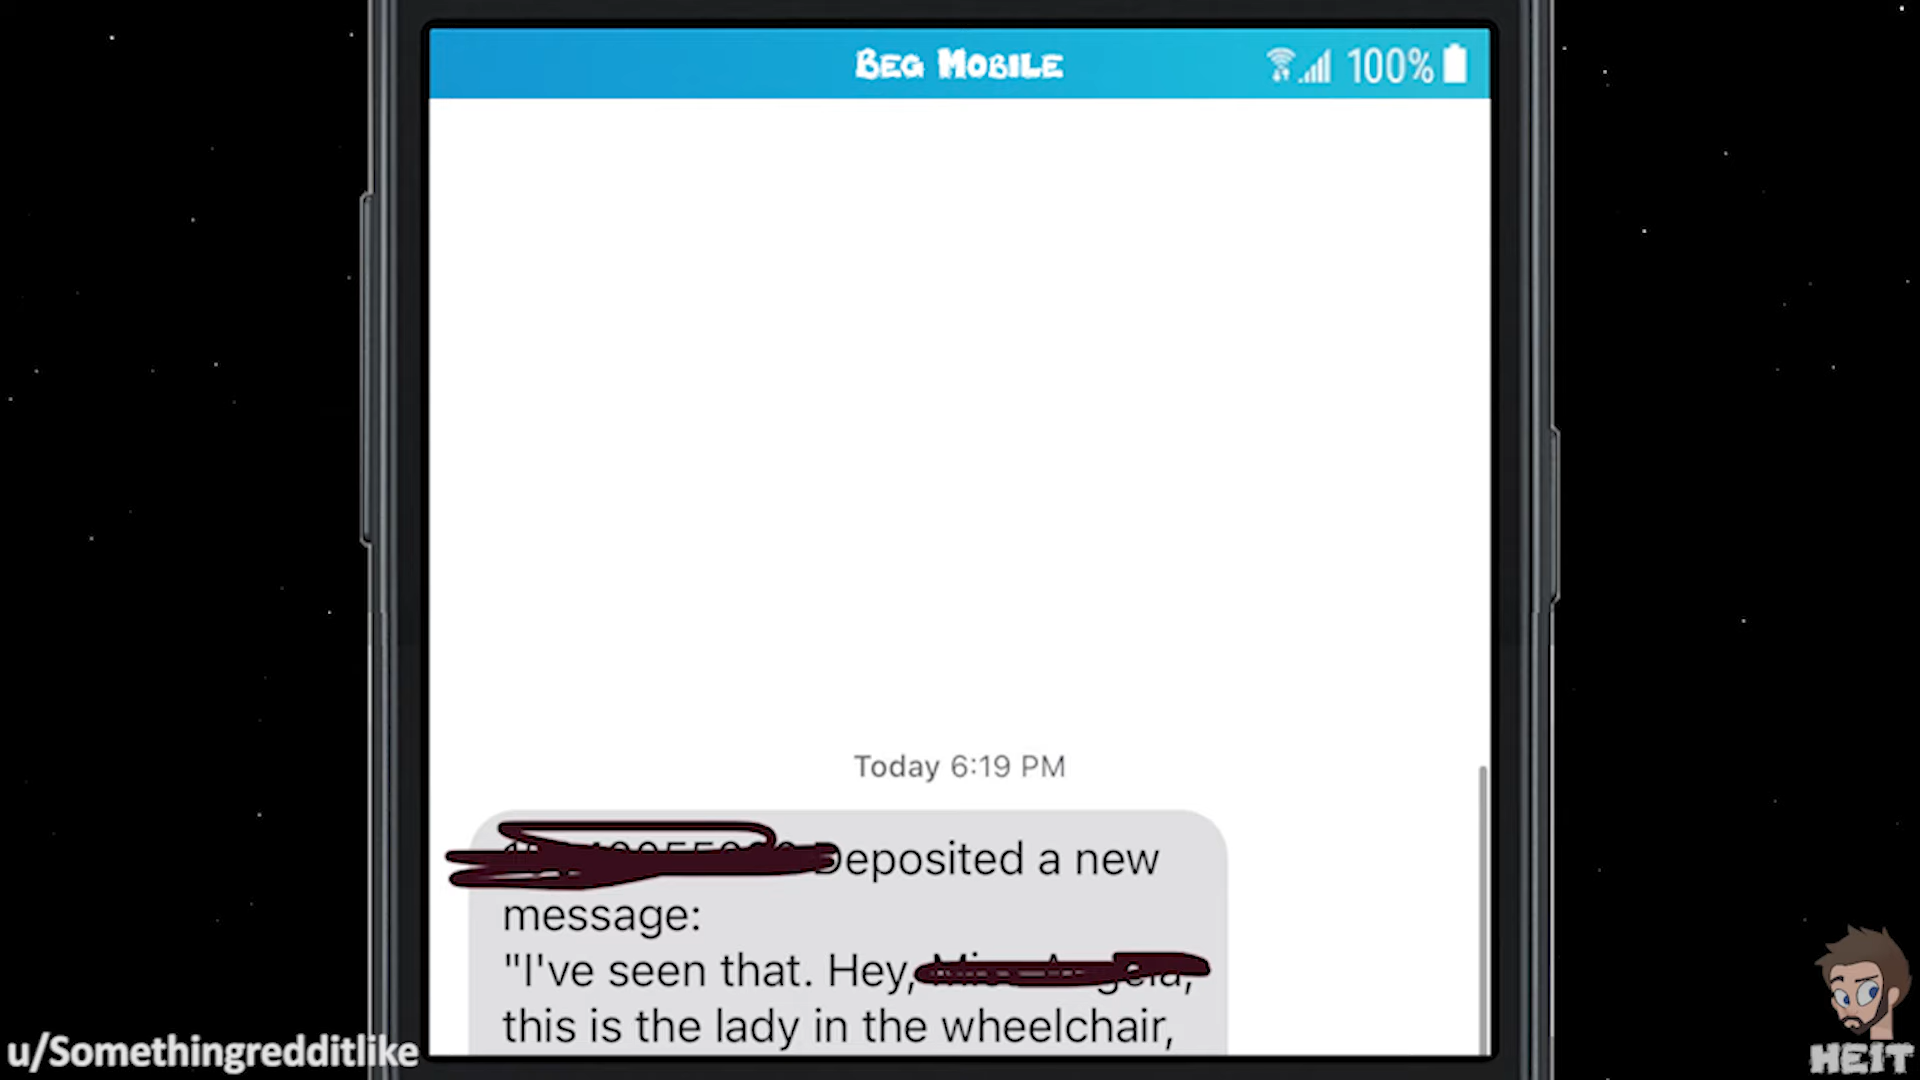 BEG MOBILE
100%
Today 6:19 PM
Deposited a new
message:
"I've seen that. Hey,
this is the lady in the wheelchair,
u/Somethingredditlike
HEIT